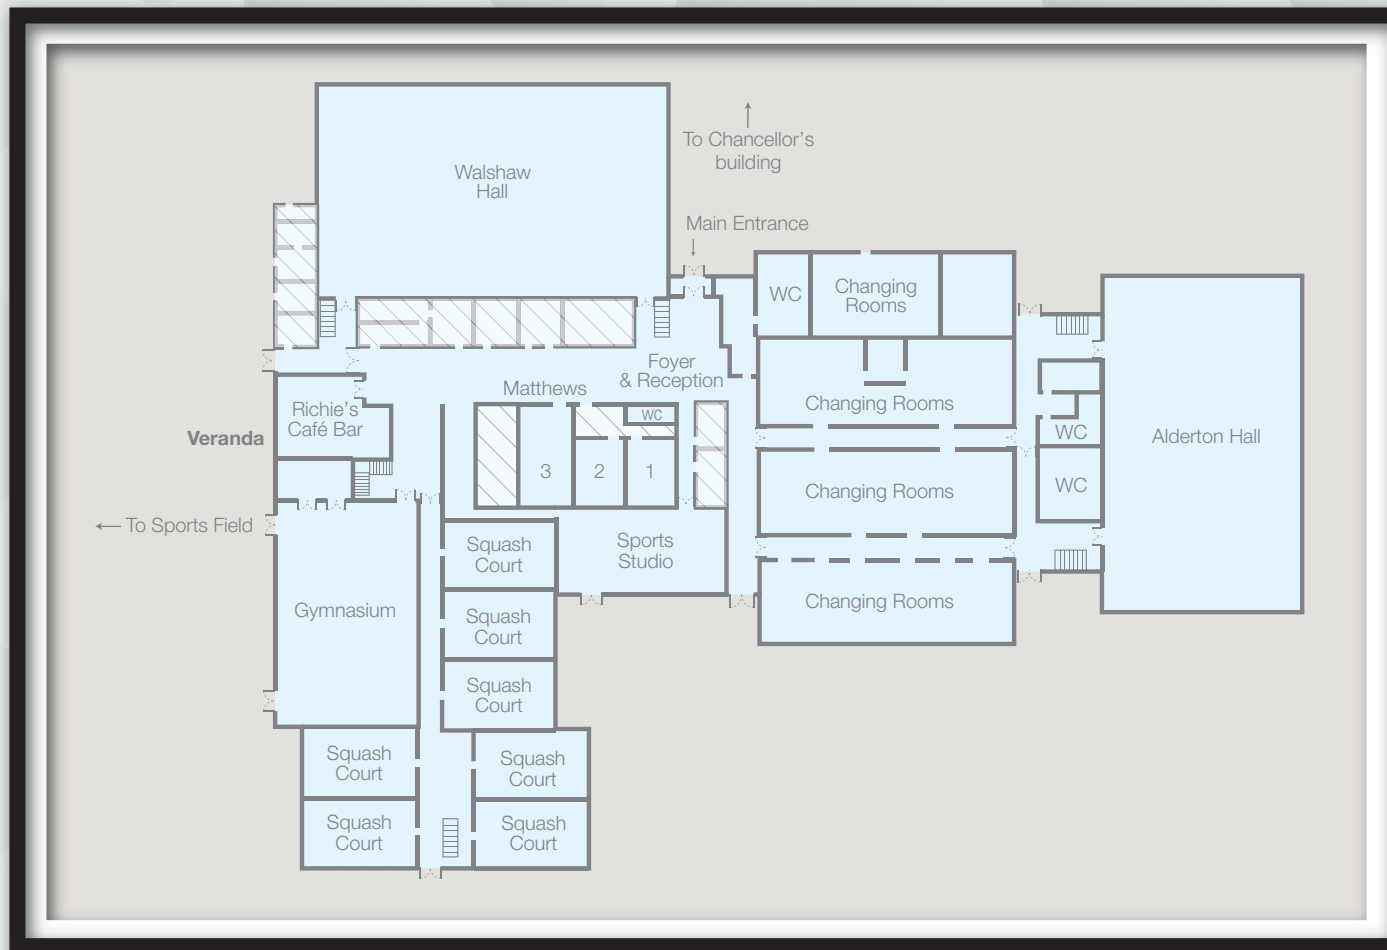 To Chancellor's
building
Walshaw
Hall
Main Entrance
WC
Changing
Rooms
Foyer
& Reception
Matthews
Changing Rooms
Richie's
Café Bar
WC
WC
Veranda
Alderton Hall
3
2
1
Changing Rooms
WC
To Sports Field
Squash
Court
Sports
Studio
Gymnasium
Squash
Court
Changing Rooms
Squash
Court
Squash
Court
Squash
Court
Squash
Court
Squash
Court